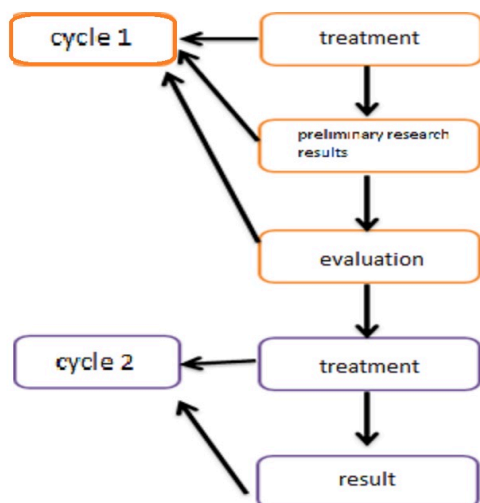 cycle 1
treatment
preliminary research
results
evaluation
cycle 2
treatment
result